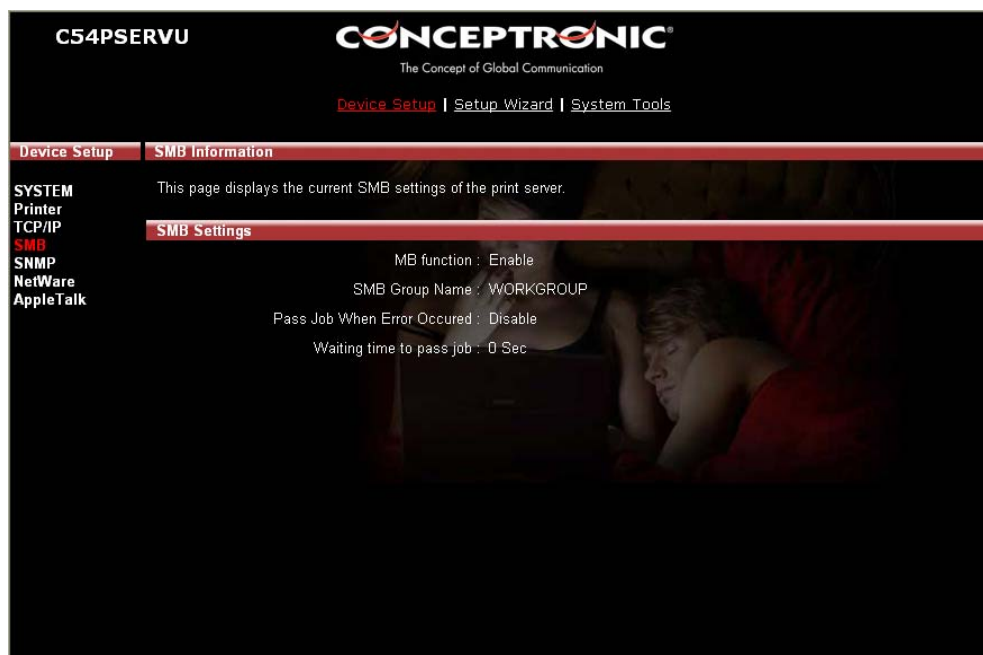 C54PSERVU
CONCEPTRONIC®
The Concept of Global Communication
Device Setup | Setup Wizard | System Tools
Device Setup
SYSTEM
Printer
TCP/IP
SMB
SNMP
NetWare
AppleTalk
SMB Information
This page displays the current SMB settings of the print server.
SMB Settings
MB function : Enable
SMB Group Name : WORKGROUP
Pass Job When Error Occured : Disable
Waiting time to pass job : 0 Sec